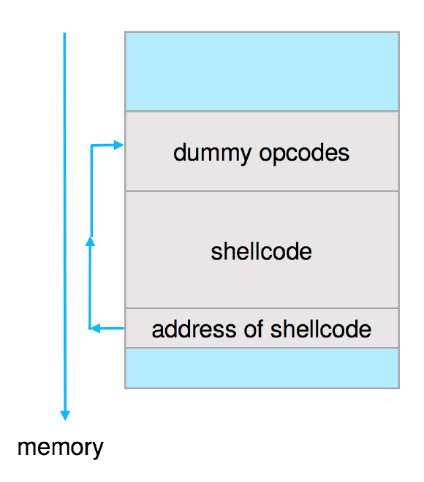 dummy opcodes
shellcode
address of shellcode
memory